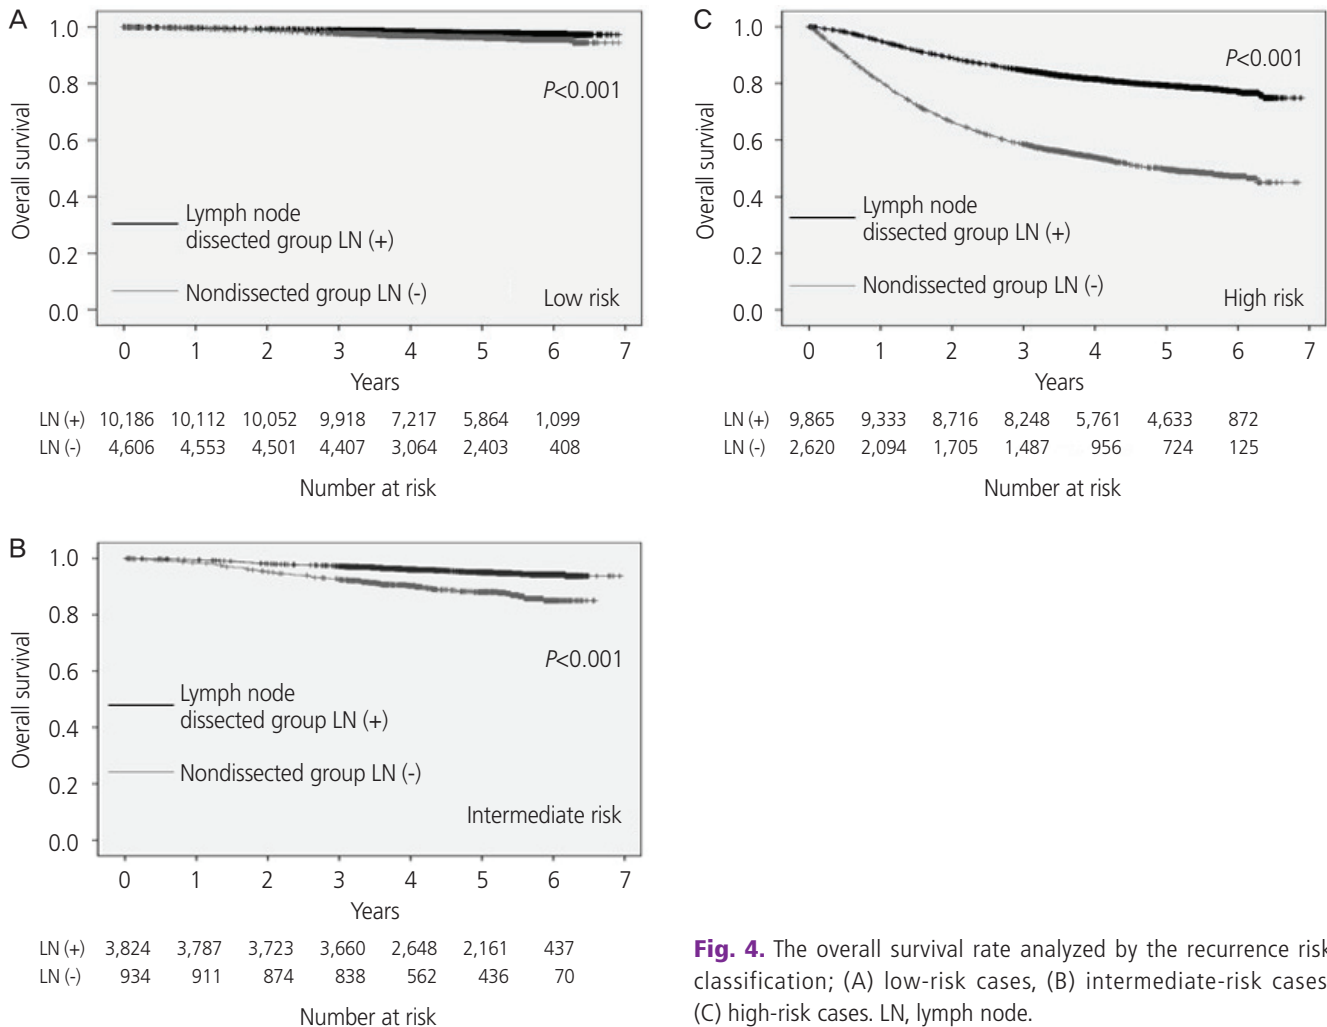 A
Overall survival
1.0
0.8
0.6
0.4
0.2
0.0
P<0.001
Lymph node
dissected group LN (+)
Nondissected group LN (-)
Low risk
0 1 2 3 4 5 6 7
Years
LN (+) 10,186 10,112 10,052 9,918 7,217 5,864 1,099
LN (-) 4,606 4,553 4,501 4,407 3,064 2,403 408
Number at risk
B
Overall survival
1.0
0.8
0.6
0.4
0.2
0.0
P<0.001
Lymph node
dissected group LN (+)
Nondissected group LN (-)
Intermediate risk
0 1 2 3 4 5 6 7
Years
LN (+) 3,824 3,787 3,723 3,660 2,648 2,161 437
LN (-) 934 911 874 838 562 436 70
Number at risk
C
Overall survival
1.0
0.8
0.6
0.4
0.2
0.0
P<0.001
Lymph node
dissected group LN (+)
Nondissected group LN (-)
High risk
0 1 2 3 4 5 6 7
Years
LN (+) 9,865 9,333 8,716 8,248 5,761 4,633 872
LN (-) 2,620 2,094 1,705 1,487 956 724 125
Number at risk
Fig. 4. The overall survival rate analyzed by the recurrence risk
classification; (A) low-risk cases, (B) intermediate-risk cases
(C) high-risk cases. LN, lymph node.